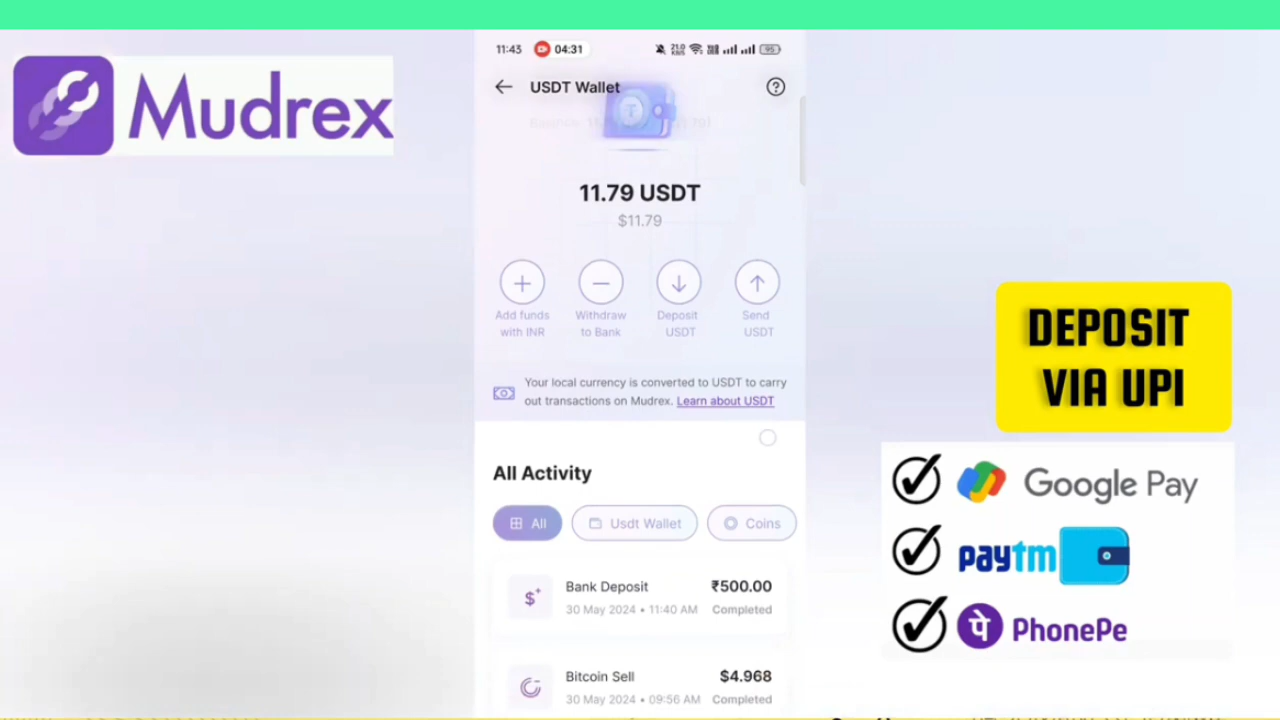 Mudrex
11:43 04:31
USDT Wallet
11.79 USDT
$11.79
Add funds
with INR
Withdraw
to Bank
Deposit
USDT
Send
USDT
Your local currency is converted to USDT to carry
out transactions on Mudrex. Learn about USDT
All Activity
All
Usdt Wallet
Coins
Bank Deposit ₹500.00
30 May 2024 • 11:40 AM Completed
Bitcoin Sell $4.968
30 May 2024 • 09:56 AM Completed
DEPOSIT
VIA UPI
Google Pay
paytm
पे PhonePe